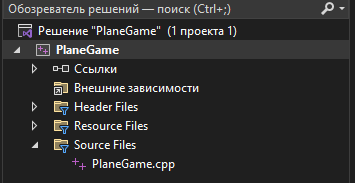 Обозреватель решений — поиск (Ctrl+;)
Решение "PlaneGame" (1 проекта 1)
PlaneGame
Ссылки
Внешние зависимости
Header Files
Resource Files
Source Files
PlaneGame.cpp